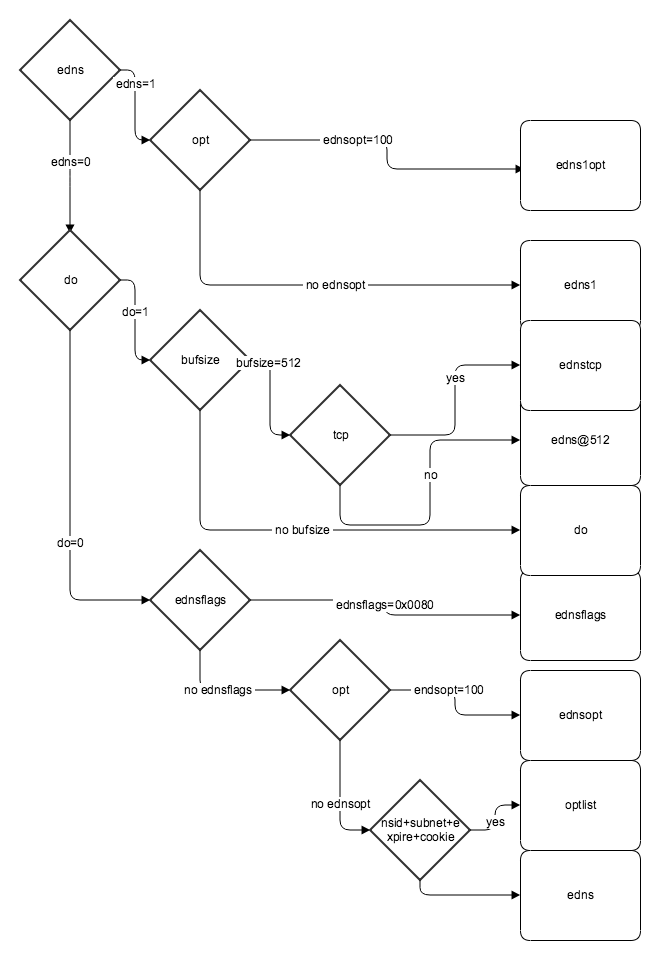 edns
edns=1
opt
ednsopt=100
edns1opt
edns=0
do
no ednsopt
edns1
do=1
bufsize
bufsize=512
yes
ednstcp
tcp
edns@512
no
no bufsize
do
do=0
ednsflags
ednsflags=0x0080
ednsflags
no ednsflags
opt
endsopt=100
ednsopt
no ednsopt
nsid+subnet+e
xpire+cookie
yes
optlist
edns